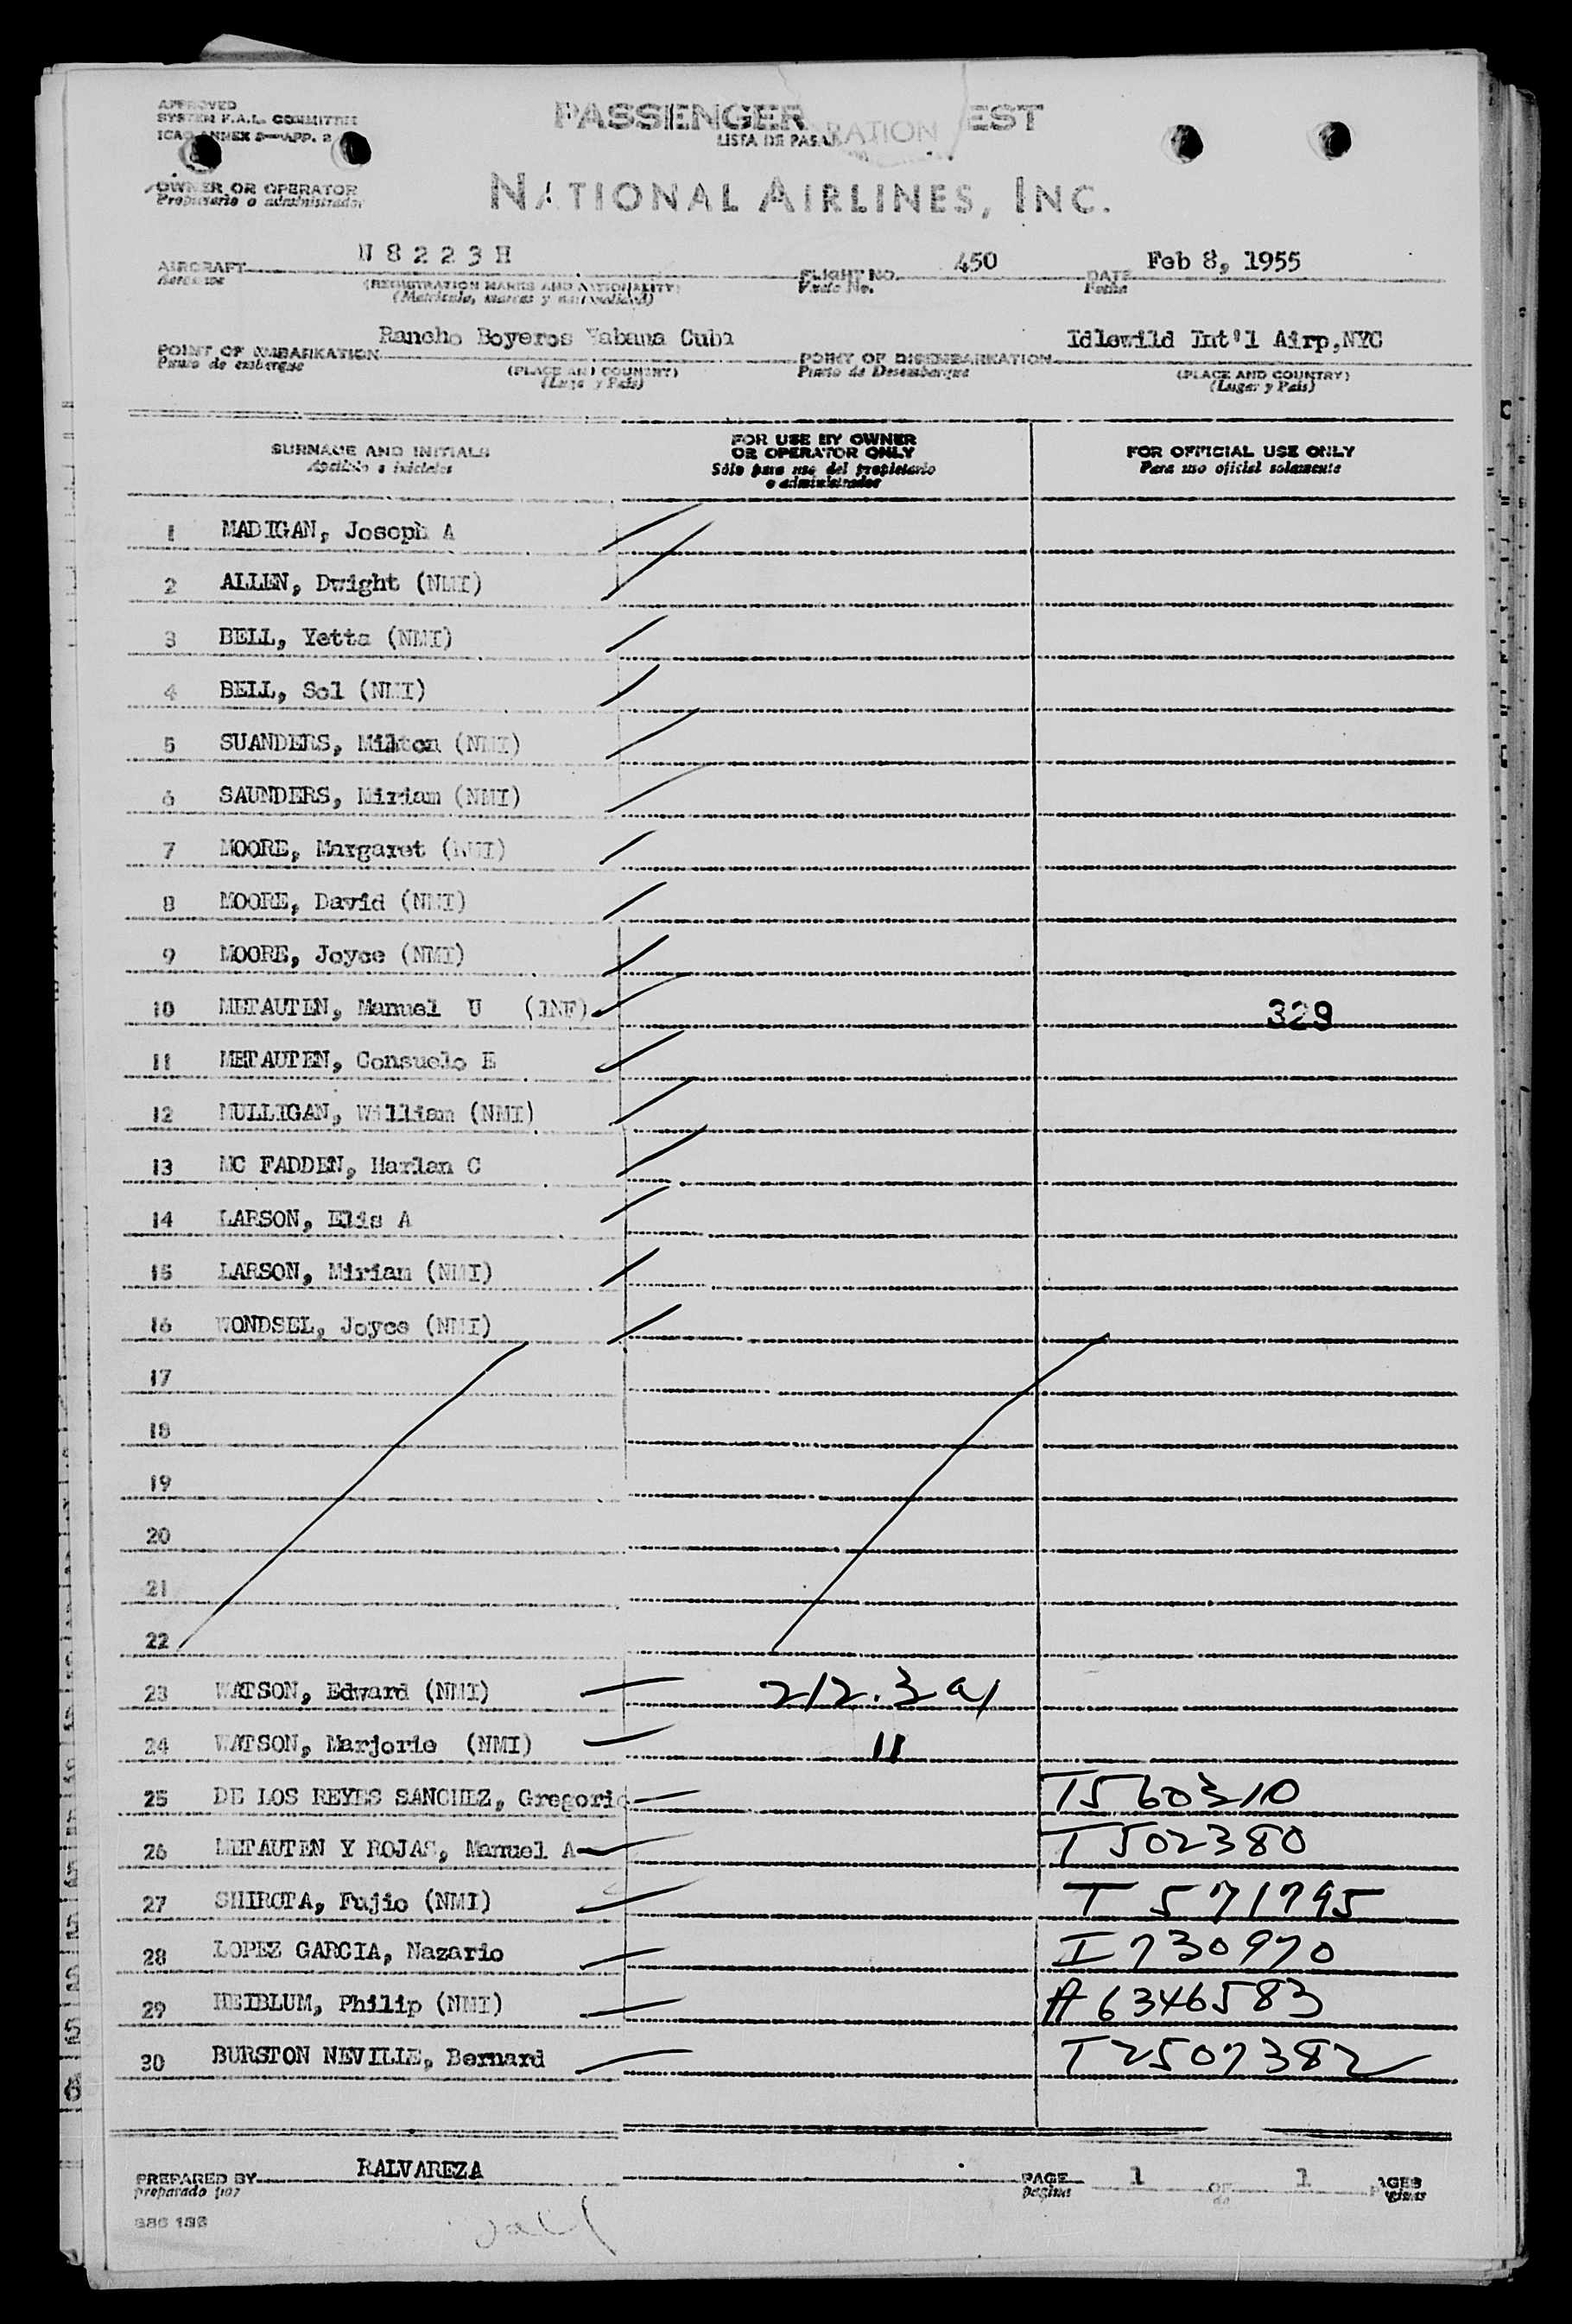 APPROVED
SYSTEM F.A.L. COMMITTEE
ICAO ANNEX 9—APP. 2
PASSENGER EST
LISTA DE
RATION
OWNER OR OPERATOR
Propietario o administrador
NATIONAL AIRLINES, INC.
AIRCRAFT N8223H FLIGHT NO. 450 DATE Feb 8, 1955
Aeronave (REGISTRATION MARKS AND NATIONALITY) Vuelo No. Fecha
(Matricula, marcas y nacionalidad)
POINT OF EMBARKATION Rancho Boyeros Habana Cuba POINT OF DISEMBARKATION Idlewild Int'l Airp,NYC
Punto de embarque (PLACE AND COUNTRY) Punto de Desembarque (PLACE AND COUNTRY)
(Lugar y País) (Lugar y País)
SURNAME AND INITIALS
Apellido e iniciales
FOR USE BY OWNER
OR OPERATOR ONLY
Sólo para uso del propietario
o administrador
FOR OFFICIAL USE ONLY
Para uso oficial solamente
1 MADIGAN, Joseph A
2 ALLEN, Dwight (NMI)
3 BELL, Yetta (NMI)
4 BELL, Sol (NMI)
5 SUANDERS, Milton (NMI)
6 SAUNDERS, Miriam (NMI)
7 MOORE, Margaret (NMI)
8 MOORE, David (NMI)
9 MOORE, Joyce (NMI)
10 METAUTEN, Manuel U (INF) 329
11 METAUTEN, Consuelo E
12 MULLIGAN, William (NMI)
13 MC FADDEN, Harlan C
14 LARSON, Elis A
15 LARSON, Miriam (NMI)
16 WONDSEL, Joyce (NMI)
17
18
19
20
21
22
23 WATSON, Edward (NMI) 212.3 a/
24 WATSON, Marjorie (NMI) 11
25 DE LOS REYES SANCHEZ, Gregorio T560310
26 METAUTEN Y ROJAS, Manuel A T502380
27 SHIROTA, Fujio (NMI) T 571795
28 LOPEZ GARCIA, Nazario I730970
29 HEIBLUM, Philip (NMI) A6346583
30 BURSTON NEVILLE, Bernard T2507382
PREPARED BY RALVAREZA PAGE 1 OF 1 PAGES
preparado por pagina de